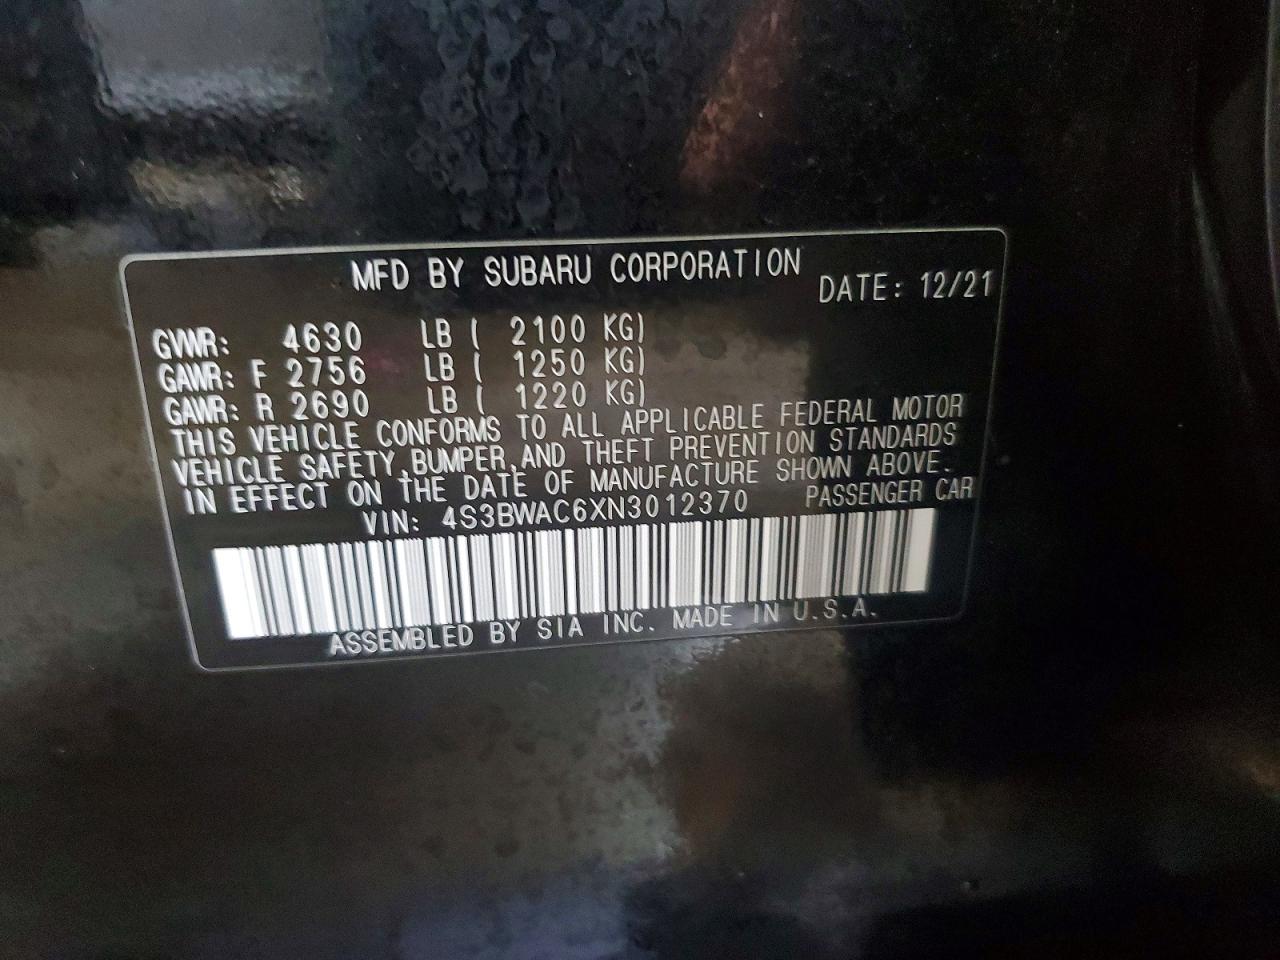 MFD BY SUBARU CORPORATION DATE: 12/21
GVWR: 4630 LB ( 2100 KG)
GAWR: F 2756 LB ( 1250 KG)
GAWR: R 2690 LB ( 1220 KG)
THIS VEHICLE CONFORMS TO ALL APPLICABLE FEDERAL MOTOR
VEHICLE SAFETY,BUMPER,AND THEFT PREVENTION STANDARDS
IN EFFECT ON THE DATE OF MANUFACTURE SHOWN ABOVE.
VIN: 4S3BWAC6XN3012370 PASSENGER CAR
ASSEMBLED BY SIA INC. MADE IN U.S.A.